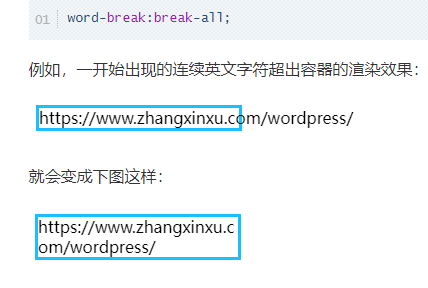 01 word-break:break-all;
例如，一开始出现的连续英文字符超出容器的渲染效果：
https://www.zhangxinxu.com/wordpress/
就会变成下图这样：
https://www.zhangxinxu.c
om/wordpress/